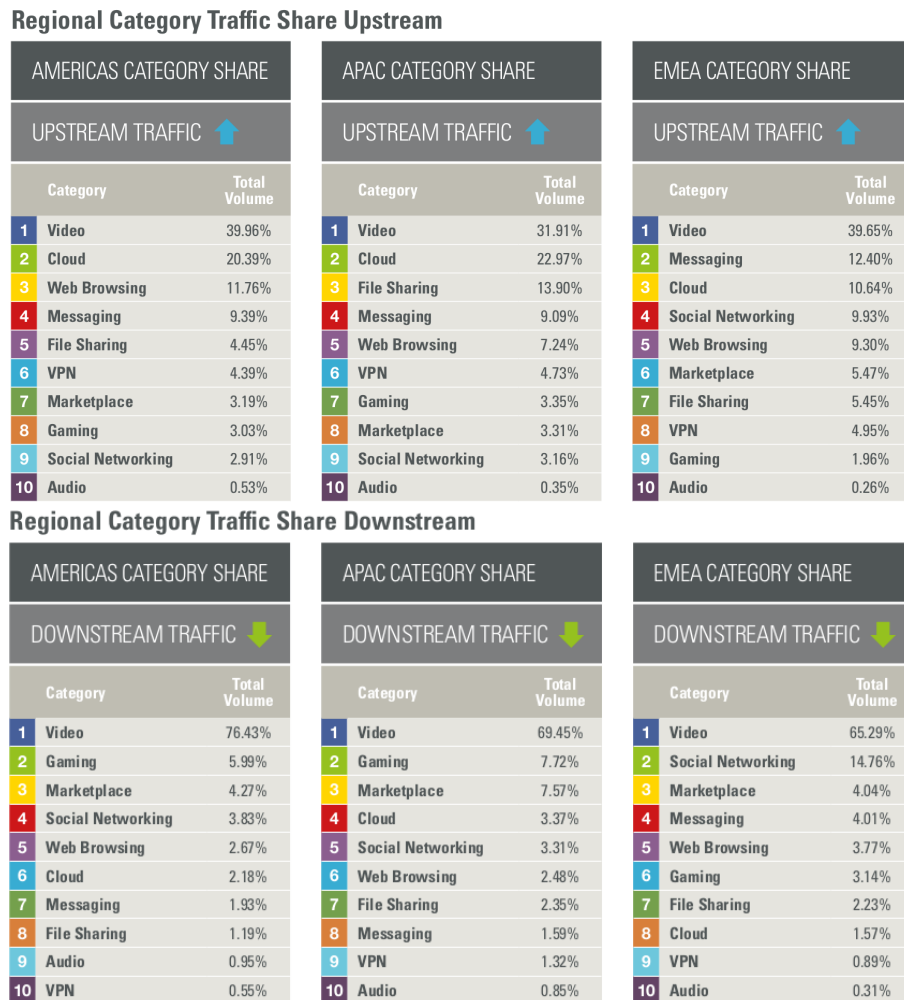 Regional Category Traffic Share Upstream
AMERICAS CATEGORY SHARE
UPSTREAM TRAFFIC
Category Total Volume
1 Video 39.96%
2 Cloud 20.39%
3 Web Browsing 11.76%
4 Messaging 9.39%
5 File Sharing 4.45%
6 VPN 4.39%
7 Marketplace 3.19%
8 Gaming 3.03%
9 Social Networking 2.91%
10 Audio 0.53%
APAC CATEGORY SHARE
UPSTREAM TRAFFIC
Category Total Volume
1 Video 31.91%
2 Cloud 22.97%
3 File Sharing 13.90%
4 Messaging 9.09%
5 Web Browsing 7.24%
6 VPN 4.73%
7 Gaming 3.35%
8 Marketplace 3.31%
9 Social Networking 3.16%
10 Audio 0.35%
EMEA CATEGORY SHARE
UPSTREAM TRAFFIC
Category Total Volume
1 Video 39.65%
2 Messaging 12.40%
3 Cloud 10.64%
4 Social Networking 9.93%
5 Web Browsing 9.30%
6 Marketplace 5.47%
7 File Sharing 5.45%
8 VPN 4.95%
9 Gaming 1.96%
10 Audio 0.26%
Regional Category Traffic Share Downstream
AMERICAS CATEGORY SHARE
DOWNSTREAM TRAFFIC
Category Total Volume
1 Video 76.43%
2 Gaming 5.99%
3 Marketplace 4.27%
4 Social Networking 3.83%
5 Web Browsing 2.67%
6 Cloud 2.18%
7 Messaging 1.93%
8 File Sharing 1.19%
9 Audio 0.95%
10 VPN 0.55%
APAC CATEGORY SHARE
DOWNSTREAM TRAFFIC
Category Total Volume
1 Video 69.45%
2 Gaming 7.72%
3 Marketplace 7.57%
4 Cloud 3.37%
5 Social Networking 3.31%
6 Web Browsing 2.48%
7 File Sharing 2.35%
8 Messaging 1.59%
9 VPN 1.32%
10 Audio 0.85%
EMEA CATEGORY SHARE
DOWNSTREAM TRAFFIC
Category Total Volume
1 Video 65.29%
2 Social Networking 14.76%
3 Marketplace 4.04%
4 Messaging 4.01%
5 Web Browsing 3.77%
6 Gaming 3.14%
7 File Sharing 2.23%
8 Cloud 1.57%
9 VPN 0.89%
10 Audio 0.31%